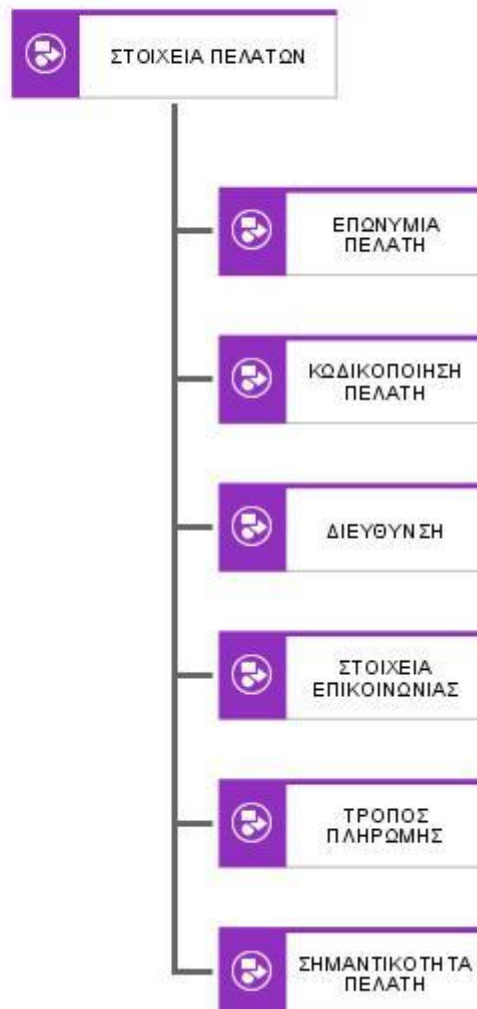 ΣΤΟΙΧΕΙΑ ΠΕΛΑΤΩΝ
ΕΠΩΝΥΜΙΑ
ΠΕΛΑΤΗ
ΚΩΔΙΚΟΠΟΙΗΣΗ
ΠΕΛΑΤΗ
ΔΙΕΥΘΥΝΣΗ
ΣΤΟΙΧΕΙΑ
ΕΠΙΚΟΙΝΩΝΙΑΣ
ΤΡΟΠΟΣ
ΠΛΗΡΩΜΗΣ
ΣΗΜΑΝΤΙΚΟΤΗΤΑ
ΠΕΛΑΤΗ